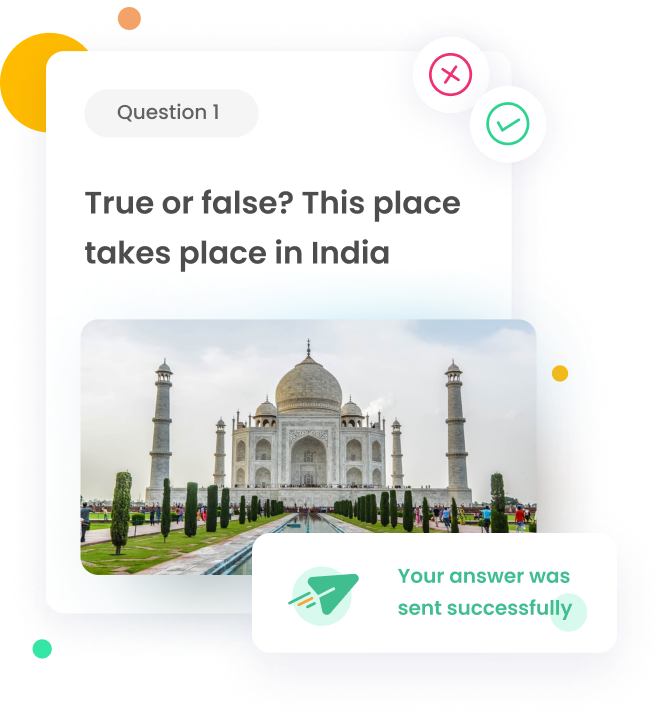 Question 1
True or false? This place
takes place in India
Your answer was
sent successfully